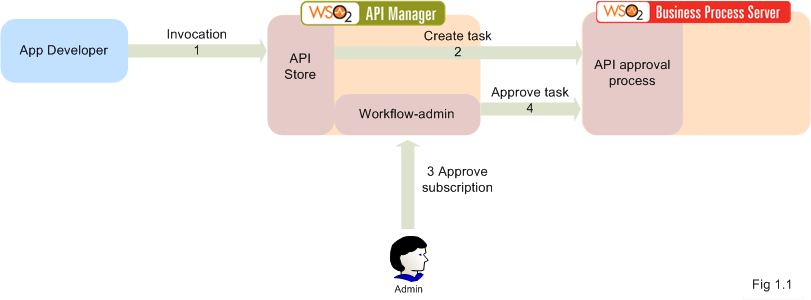 WSO2 API Manager
WSO2 Business Process Server
App Developer
Invocation
1
API
Store
Create task
2
API approval
process
Workflow-admin
Approve task
4
3 Approve
subscription
Admin
Fig 1.1